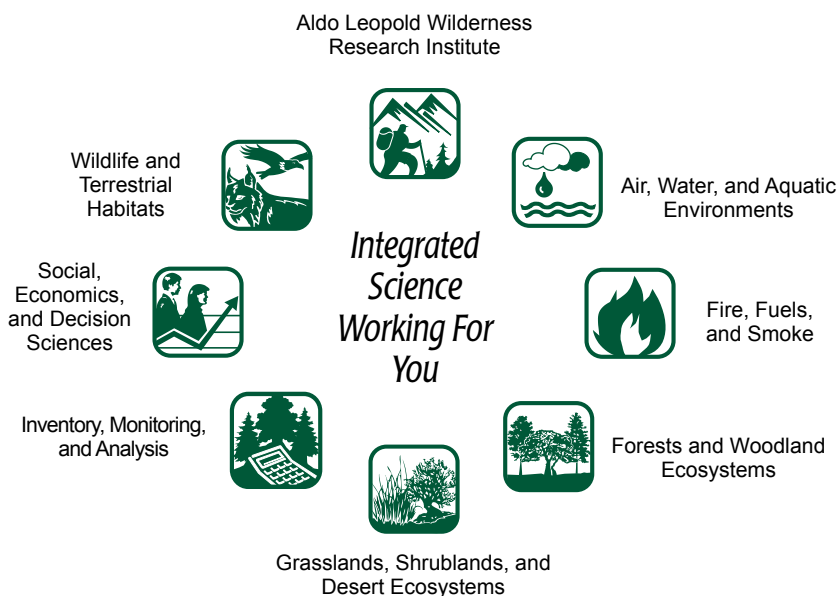 Aldo Leopold Wilderness
Research Institute
Air, Water, and Aquatic
Environments
Fire, Fuels,
and Smoke
Forests and Woodland
Ecosystems
Grasslands, Shrublands, and
Desert Ecosystems
Inventory, Monitoring,
and Analysis
Social,
Economics,
and Decision
Sciences
Wildlife and
Terrestrial
Habitats
Integrated
Science
Working For
You